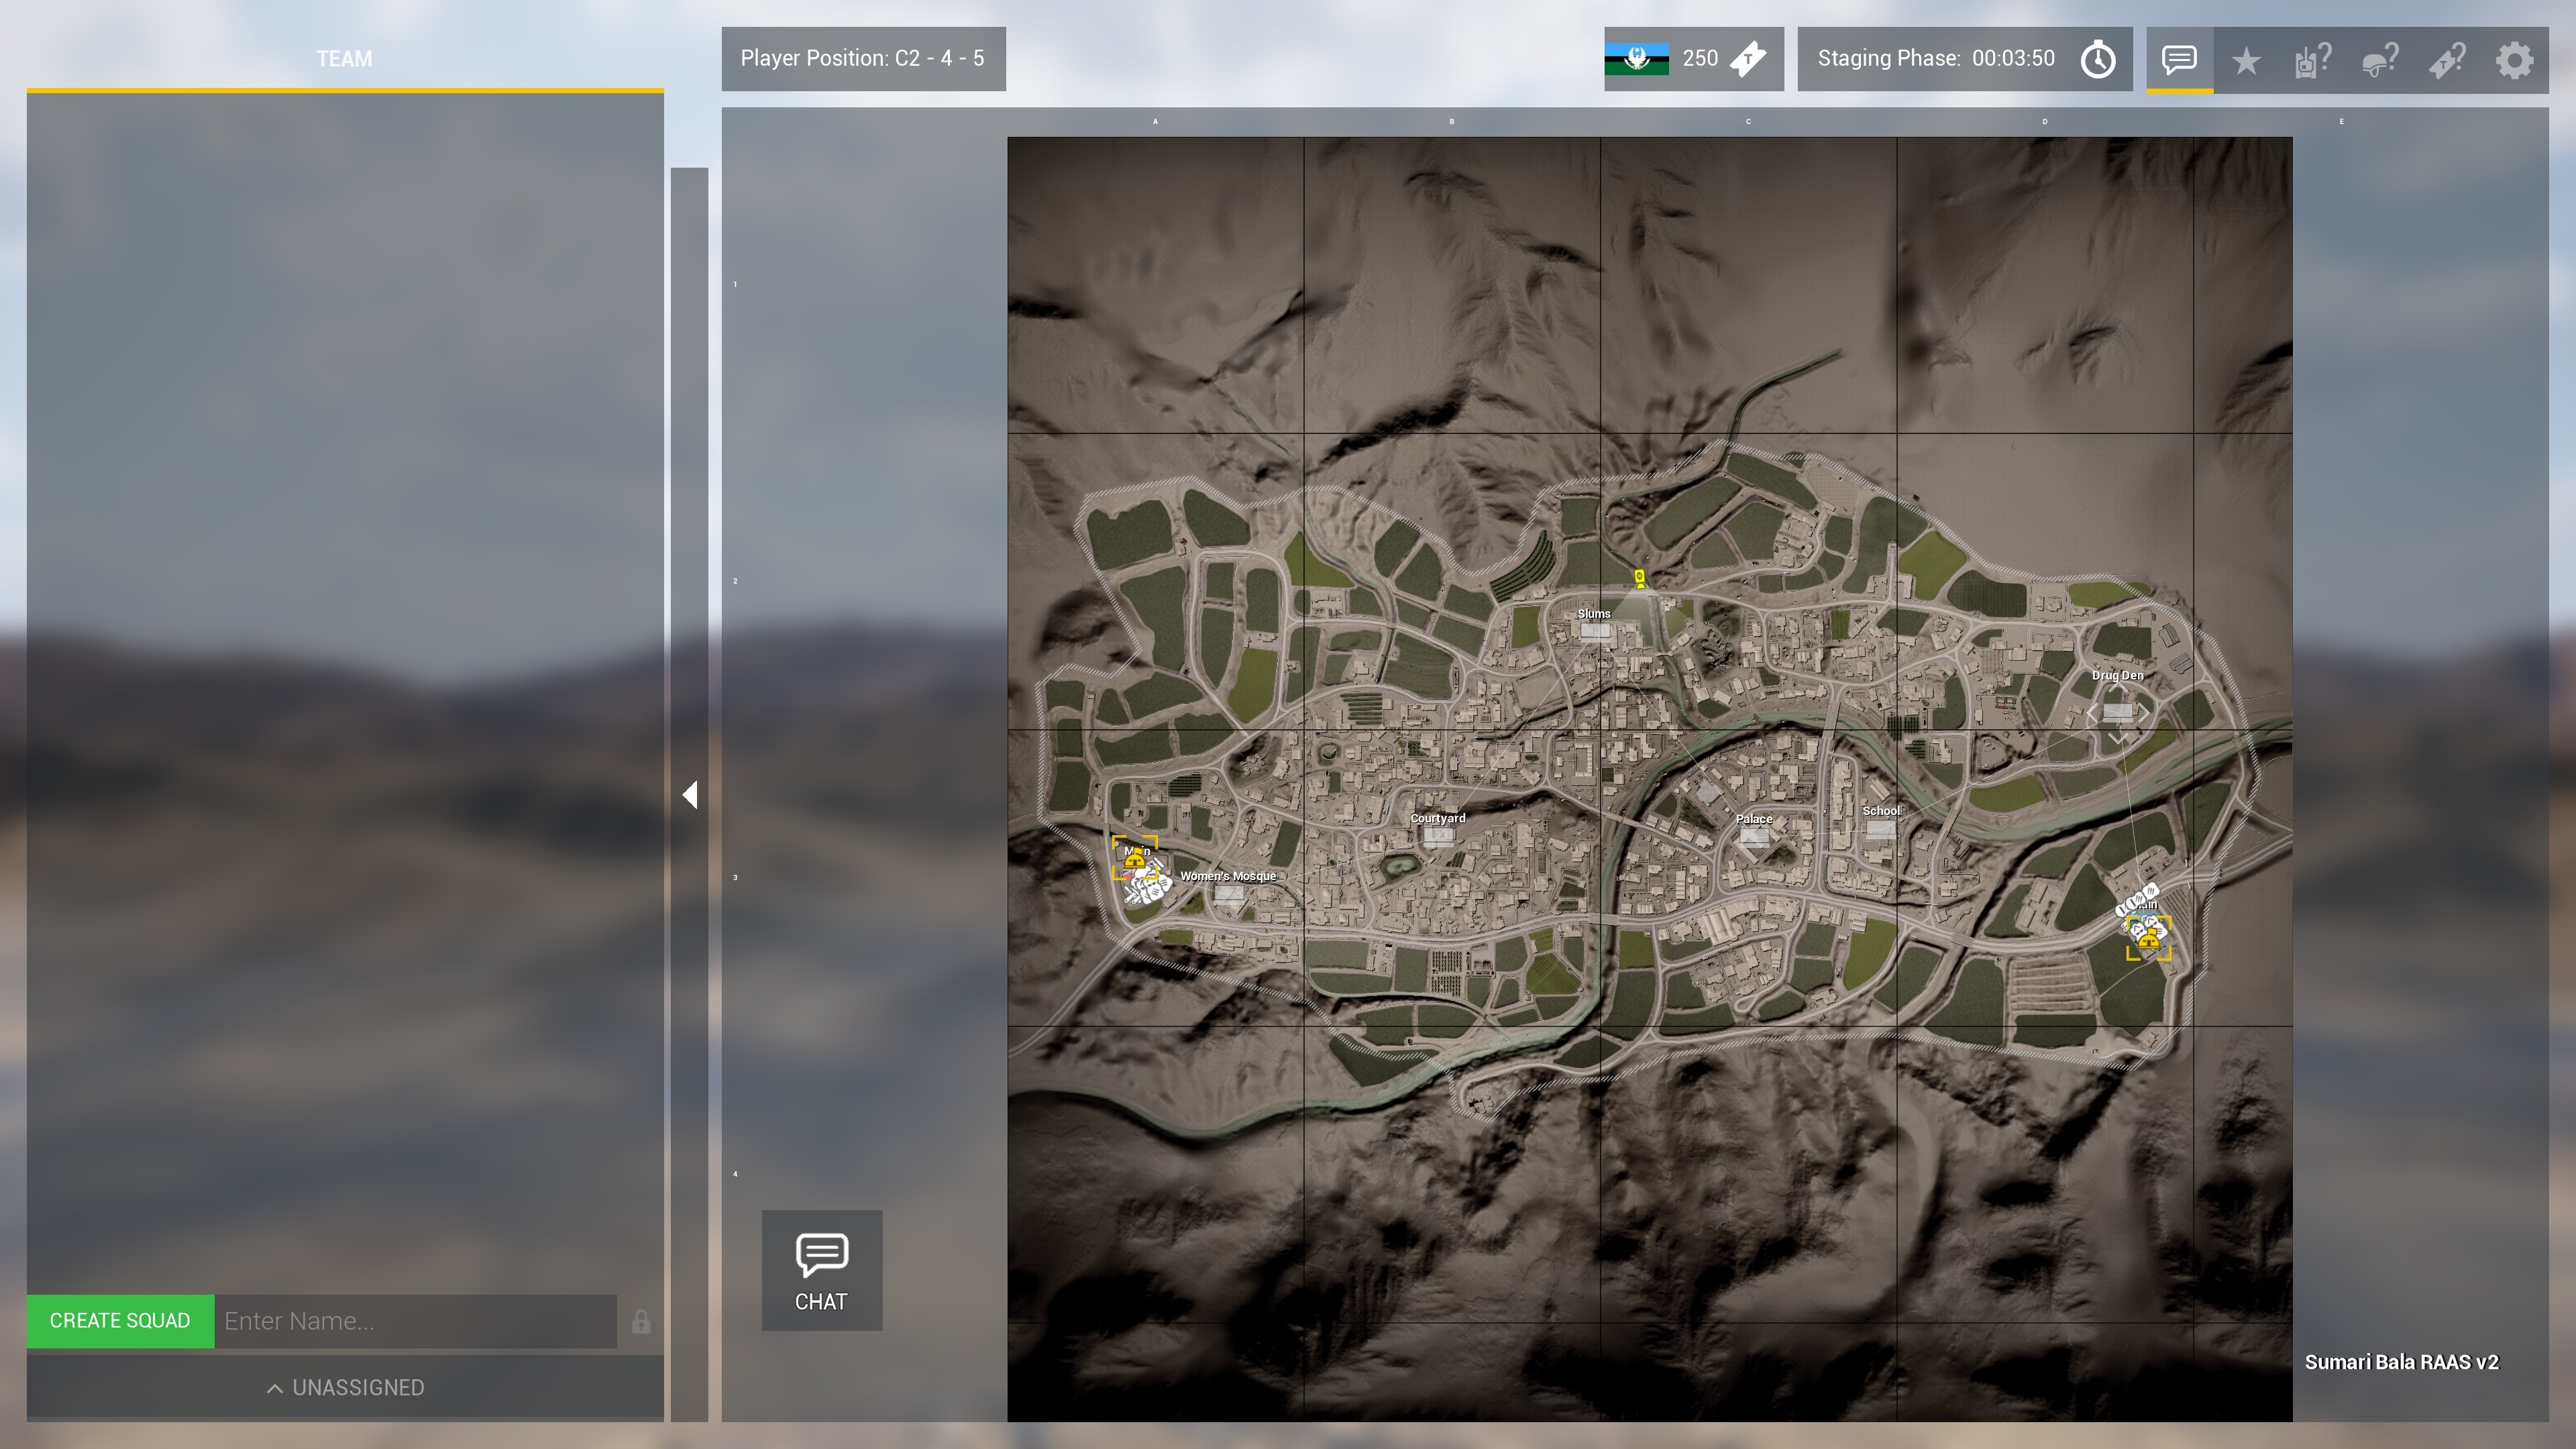 TEAM
Player Position: C2 - 4 - 5
250
Staging Phase: 00:03:50
A
B
C
D
E
1
2
3
4
Slums
Drug Den
Courtyard
Palace
School
Main
Women's Mosque
CHAT
CREATE SQUAD
Enter Name...
UNASSIGNED
Sumari Bala RAAS v2